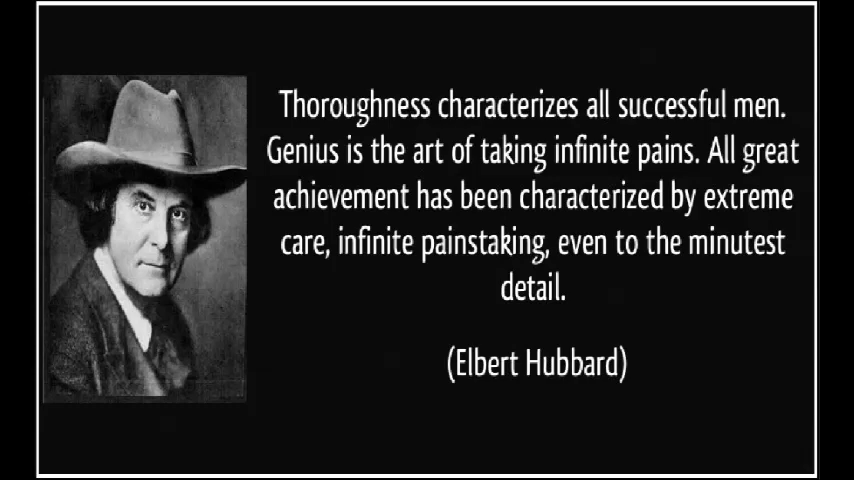 Thoroughness characterizes all successful men.
Genius is the art of taking infinite pains. All great
achievement has been characterized by extreme
care, infinite painstaking, even to the minutest
detail.
(Elbert Hubbard)